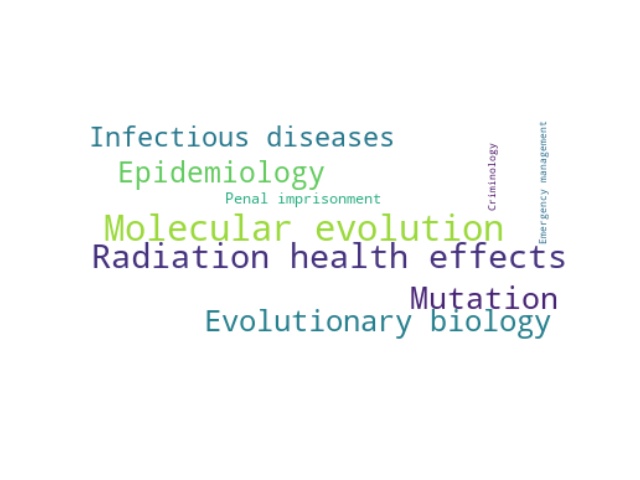 Infectious diseases
Epidemiology
Penal imprisonment
Molecular evolution
Radiation health effects
Mutation
Evolutionary biology
Criminology
Emergency management